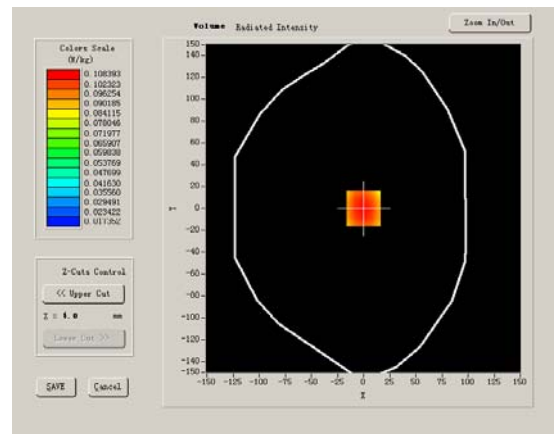 Volume Radiated Intensity
Zoom In/Out
Colors Scale
(W/kg)
0.108393
0.102323
0.096254
0.090185
0.084115
0.078046
0.071977
0.065907
0.059838
0.053769
0.047699
0.041630
0.035560
0.029491
0.023422
0.017352
Z-Cuts Control
<< Upper Cut
Z = 4.0 mm
Lower Cut >>
SAVE
Cancel
150
140
120
100
80
60
40
20
0
-20
-40
-60
-80
-100
-120
-140
-150
Y
-150 -125 -100 -75 -50 -25 0 25 50 75 100 125 150
X